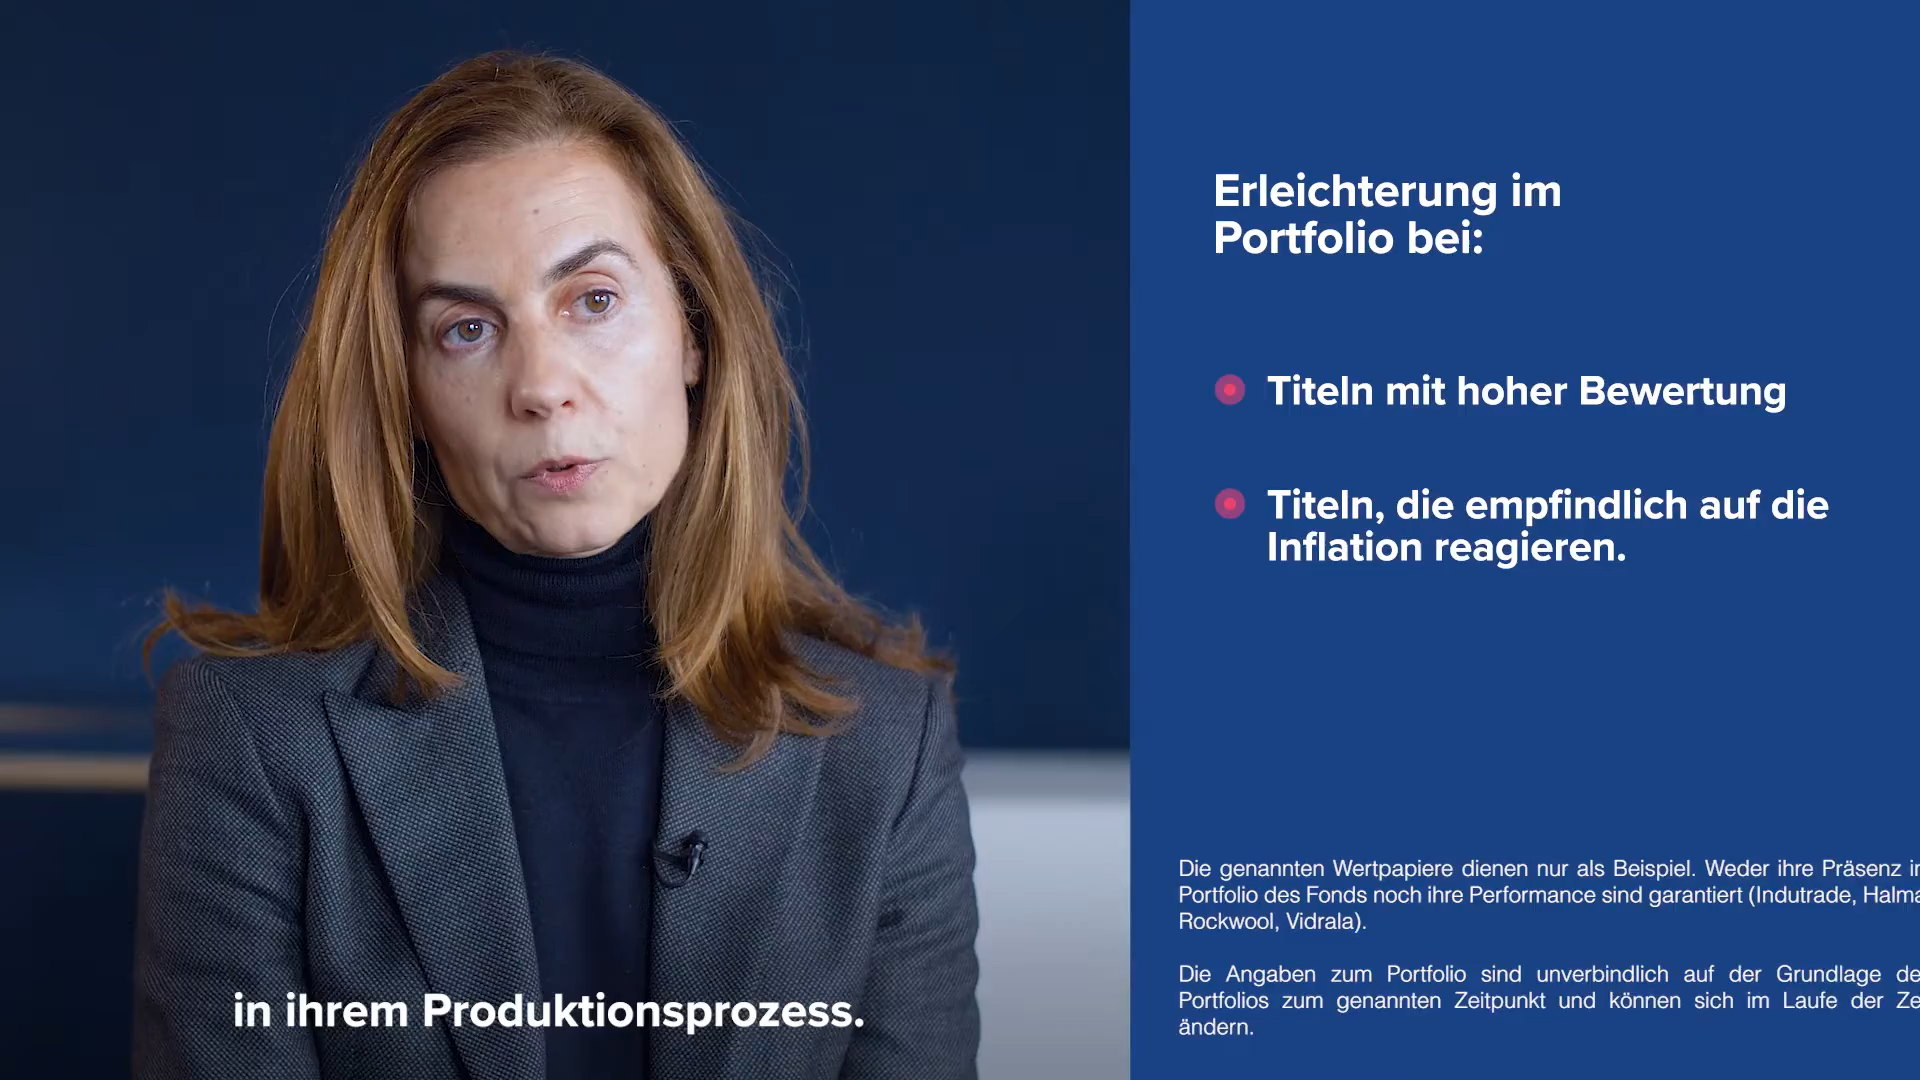 Erleichterung im
Portfolio bei:
Titeln mit hoher Bewertung
Titeln, die empfindlich auf die
Inflation reagieren.
Die genannten Wertpapiere dienen nur als Beispiel. Weder ihre Präsenz
Portfolio des Fonds noch ihre Performance sind garantiert (Indutrade, Halma
Rockwool, Vidrala).
Die Angaben zum Portfolio sind unverbindlich auf der Grundlage
Portfolios zum genannten Zeitpunkt und können sich im Laufe der
ändern.
in ihrem Produktionsprozess.